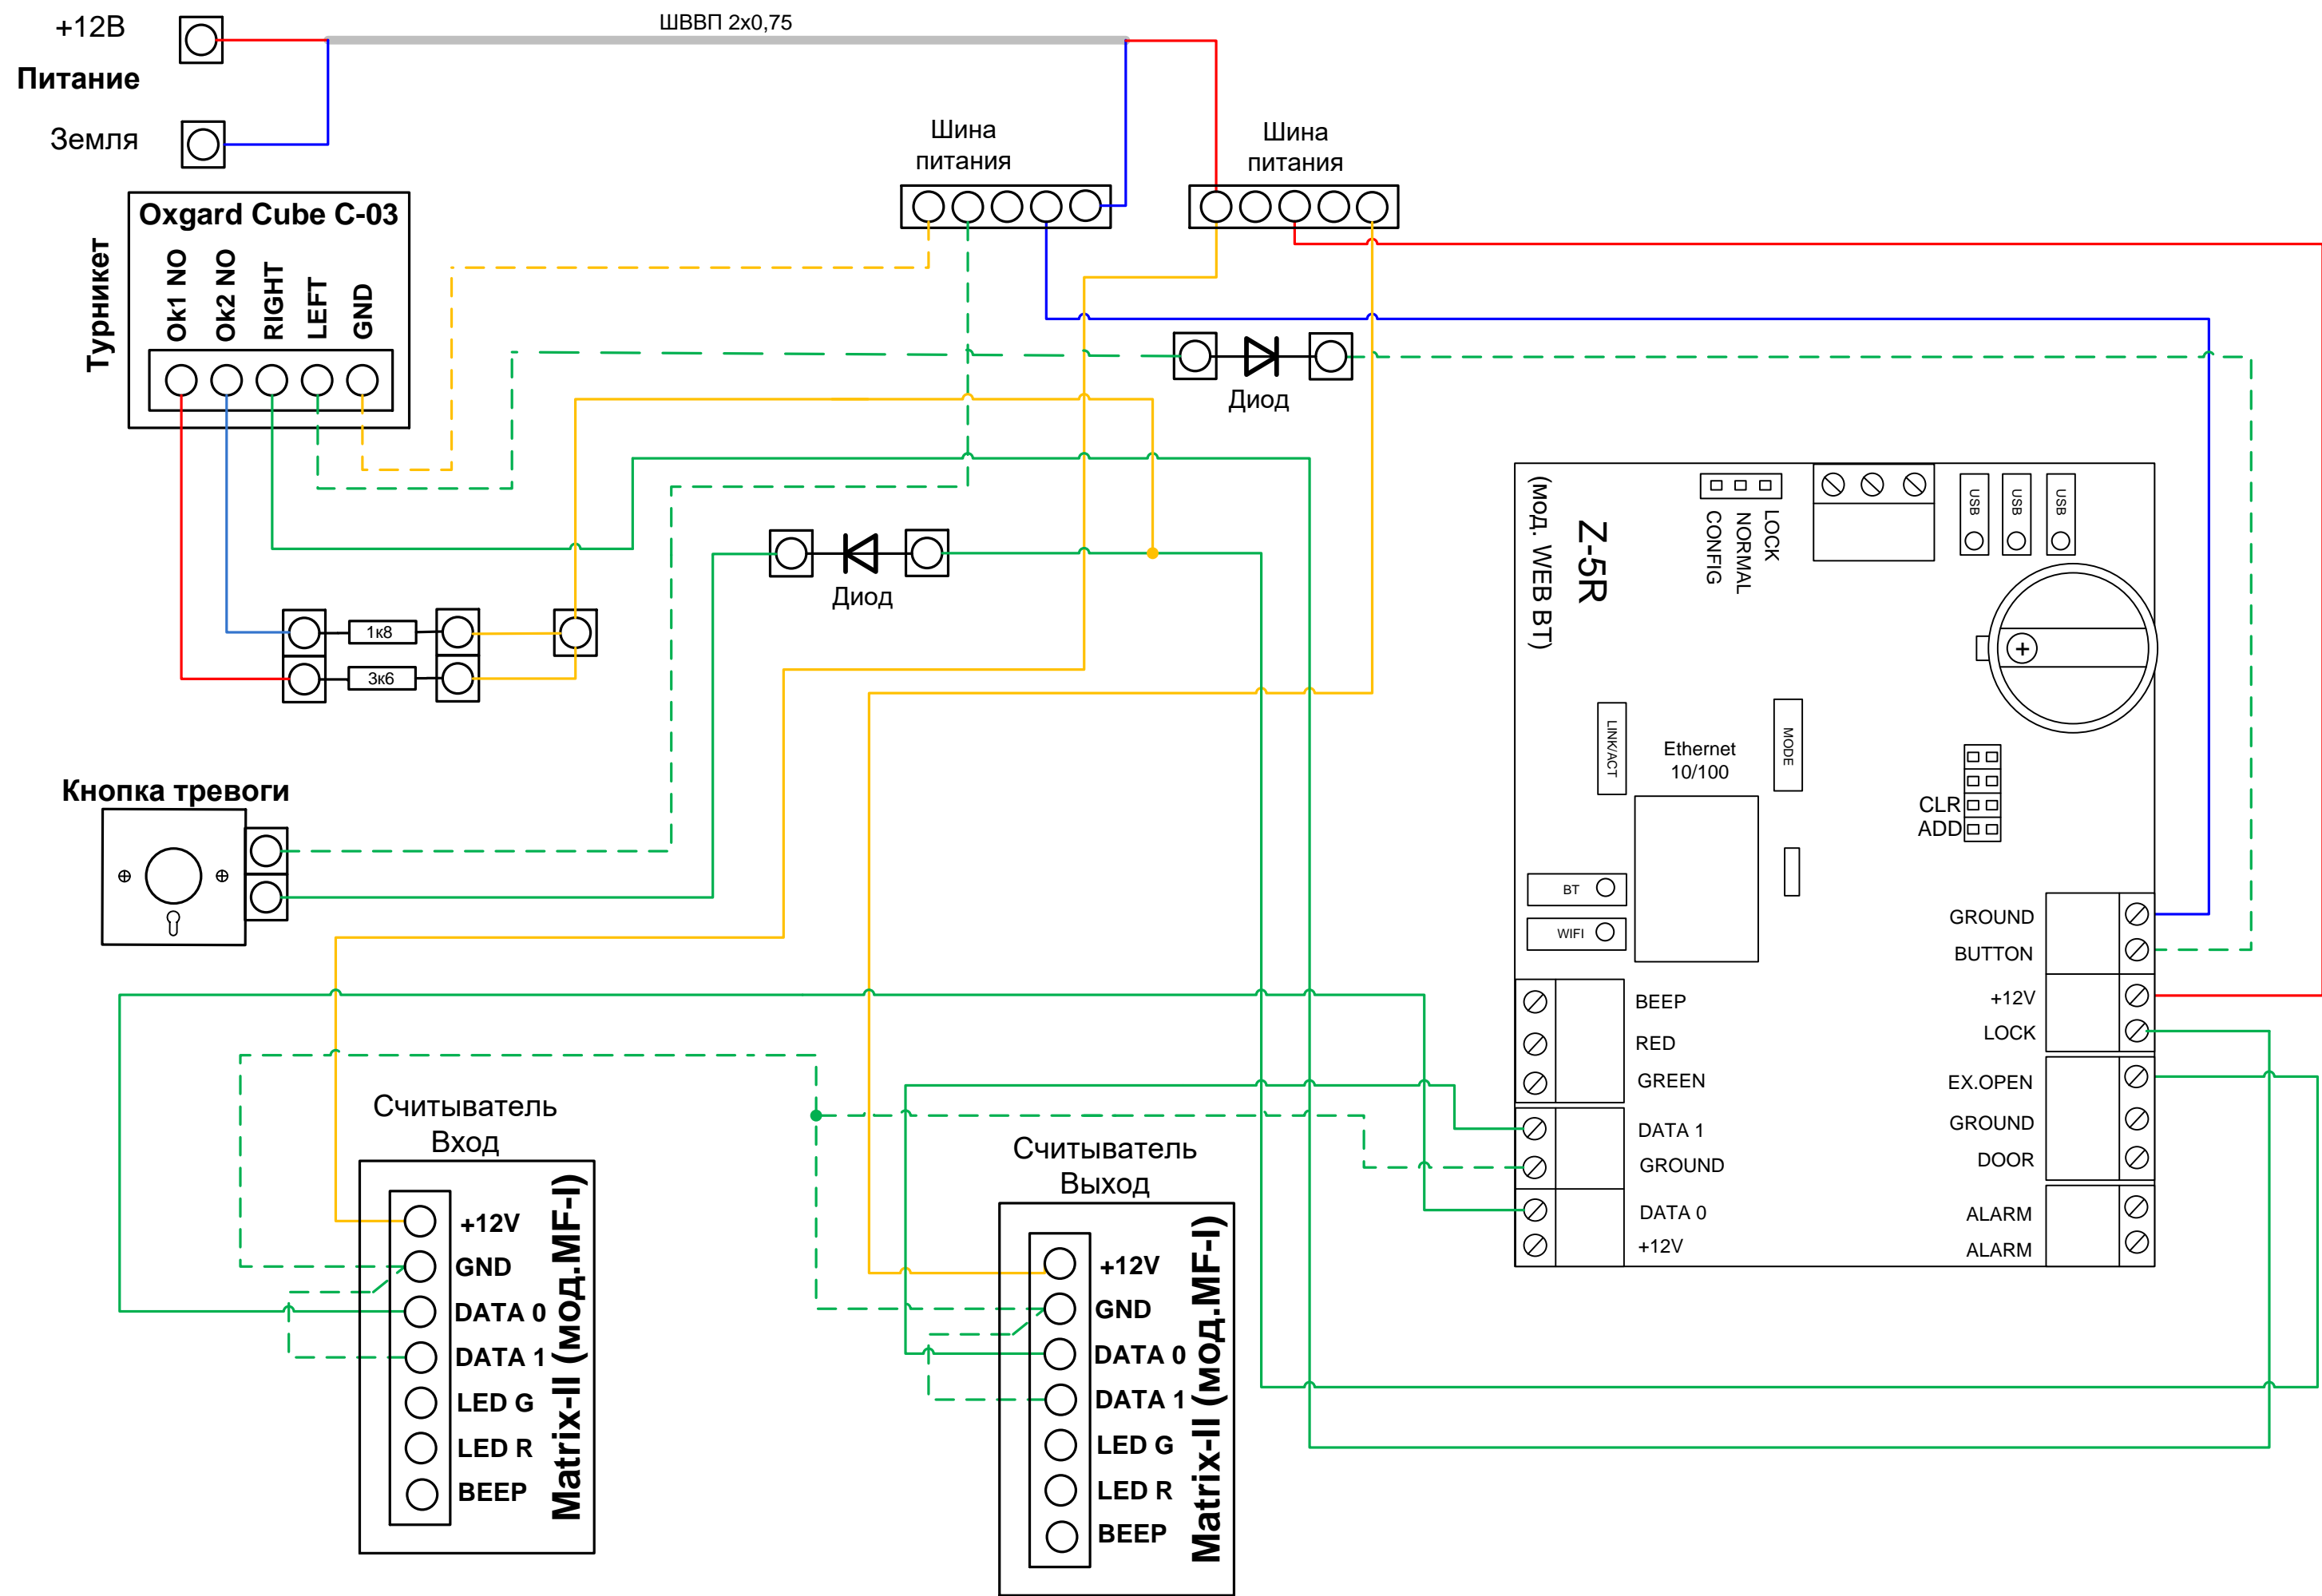 +12В
ШВВП 2x0,75
Питание
Земля
Шина
питания
Шина
питания
Турникет
Oxgard Cube C-03
Ok1 NO
Ok2 NO
RIGHT
LEFT
GND
Диод
Диод
1к8
3к6
Кнопка тревоги
Z-5R
(мод. WEB BT)
CONFIG
NORMAL
LOCK
USB
USB
USB
LINK/ACT
Ethernet
10/100
MODE
CLR
ADD
BT
WIFI
GROUND
BUTTON
+12V
LOCK
EX.OPEN
GROUND
DOOR
ALARM
ALARM
BEEP
RED
GREEN
DATA 1
GROUND
DATA 0
+12V
Считыватель
Вход
+12V
GND
DATA 0
DATA 1
LED G
LED R
BEEP
Matrix-II (мод.MF-I)
Считыватель
Выход
+12V
GND
DATA 0
DATA 1
LED G
LED R
BEEP
Matrix-II (мод.MF-I)